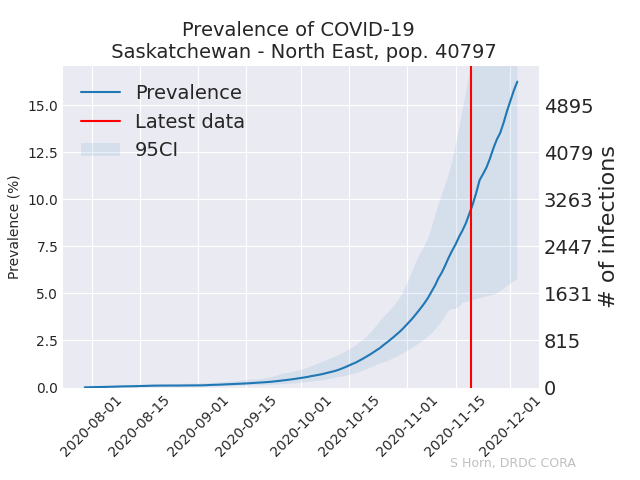 Prevalence of COVID-19
Saskatchewan - North East, pop. 40797
Prevalence
Latest data
95CI
Prevalence (%)
15.0
12.5
10.0
7.5
5.0
2.5
0.0
4895
4079
3263
2447
1631
815
0
# of infections
2020-08-01
2020-08-15
2020-09-01
2020-09-15
2020-10-01
2020-10-15
2020-11-01
2020-11-15
2020-12-01
S Horn, DRDC CORA